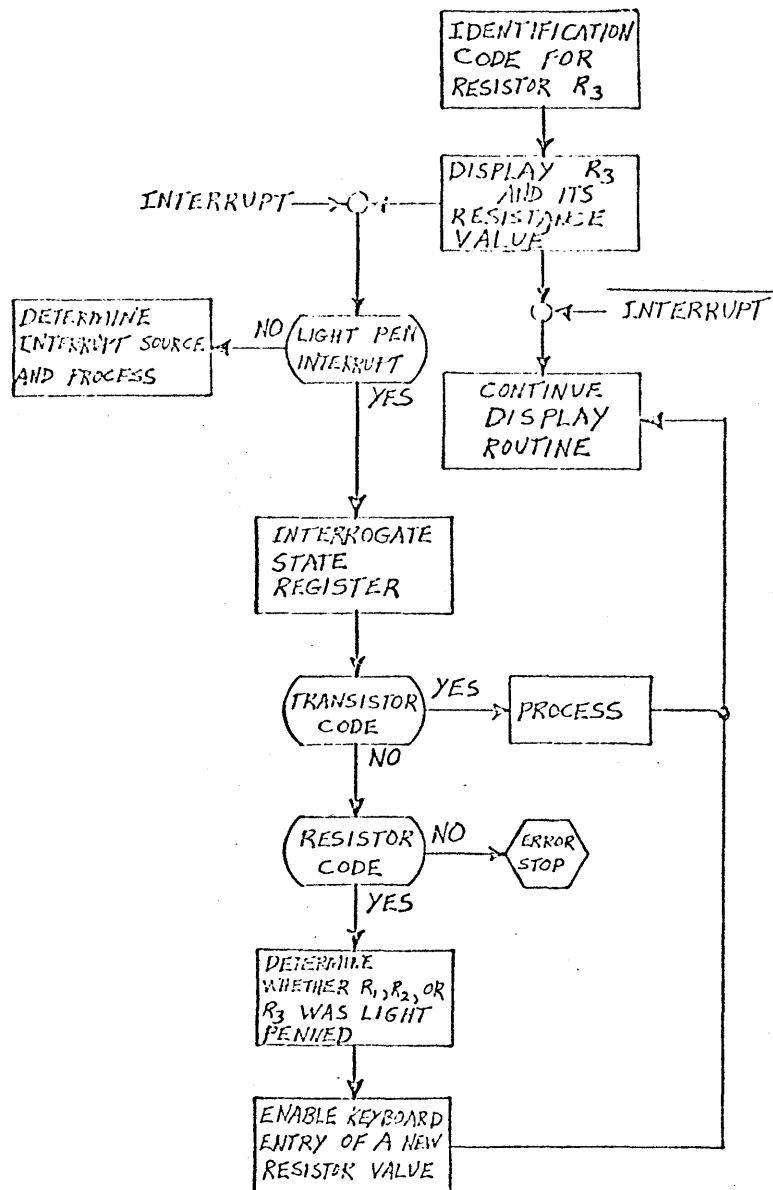 IDENTIFICATION
CODE FOR
RESISTOR R3
DISPLAY R3
AND ITS
RESISTANCE
VALUE
INTERRUPT
INTERRUPT
DETERMINE
INTERRUPT SOURCE
AND PROCESS
NO
LIGHT PEN
INTERRUPT
YES
CONTINUE
DISPLAY
ROUTINE
INTERROGATE
STATE
REGISTER
TRANSISTOR
CODE
YES
PROCESS
NO
RESISTOR
CODE
NO
ERROR
STOP
YES
DETERMINE
WHETHER R1, R2, OR
R3 WAS LIGHT
PENNED
ENABLE KEYBOARD
ENTRY OF A NEW
RESISTOR VALUE